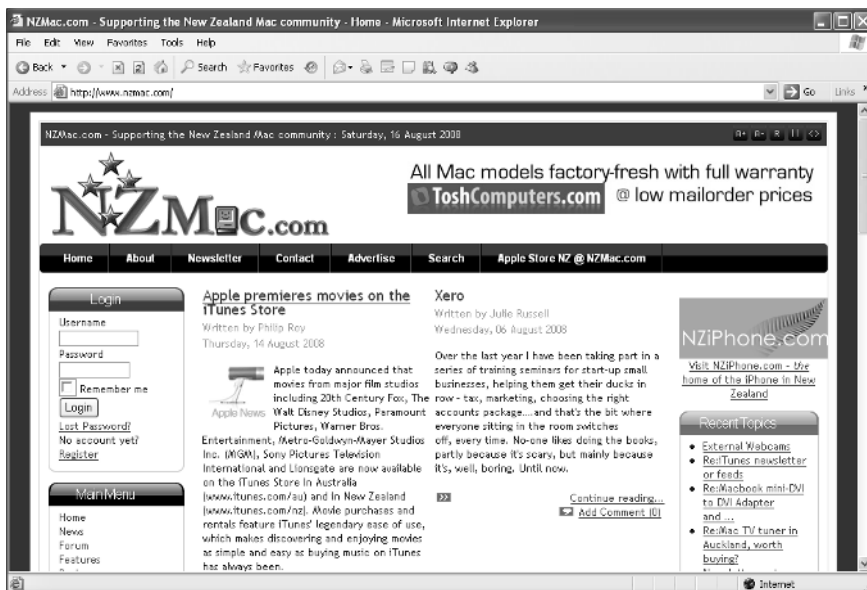 NZMac.com - Supporting the New Zealand Mac community - Home - Microsoft Internet Explorer
File Edit View Favorites Tools Help
Back Search Favorites
Address http://www.nzmac.com/ Go Links
NZMac.com - Supporting the New Zealand Mac community : Saturday, 16 August 2008
NZMac.com
All Mac models factory-fresh with full warranty
ToshComputers.com @ low mailorder prices
Home About Newsletter Contact Advertise Search Apple Store NZ @ NZMac.com
Login
Username
Password
Remember me
Login
Lost Password?
No account yet?
Register
Main Menu
Home
News
Forum
Features
Apple premieres movies on the
iTunes Store
Written by Philip Roy
Thursday, 14 August 2008
Apple News
Apple today announced that
movies from major film studios
including 20th Century Fox, The
Walt Disney Studios, Paramount
Pictures, Warner Bros.
Entertainment, Metro-Goldwyn-Mayer Studios
Inc. (MGM), Sony Pictures Television
International and Lionsgate are now available
on the iTunes Store in Australia
(www.itunes.com/au) and in New Zealand
(www.itunes.com/nz). Movie purchases and
rentals feature iTunes' legendary ease of use,
which makes discovering and enjoying movies
as simple and easy as buying music on iTunes
has always been.
Xero
Written by Julie Russell
Wednesday, 06 August 2008
Over the last year I have been taking part in a
series of training seminars for start-up small
businesses, helping them get their ducks in
row - tax, marketing, choosing the right
accounts package....and that's the bit where
everyone sitting in the room switches
off, every time. No-one likes doing the books,
partly because it's scary, but mainly because
it's, well, boring. Until now.
Continue reading...
Add Comment (0)
NZiPhone.com
Visit NZiPhone.com - the
home of the iPhone in New
Zealand
Recent Topics
External Webcams
Re:iTunes newsletter
or feeds
Re:Macbook mini-DVI
to DVI Adapter
and ...
Re:Mac TV tuner in
Auckland, worth
buying?
Internet